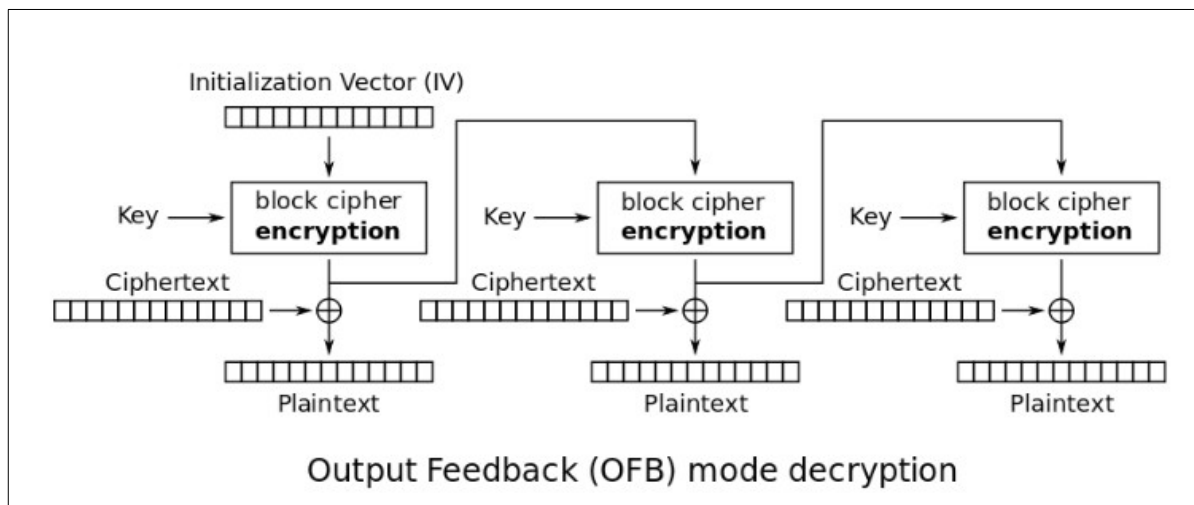 Initialization Vector (IV)
block cipher
encryption
Key
Ciphertext
Plaintext
block cipher
encryption
Key
Ciphertext
Plaintext
block cipher
encryption
Key
Ciphertext
Plaintext
Output Feedback (OFB) mode decryption